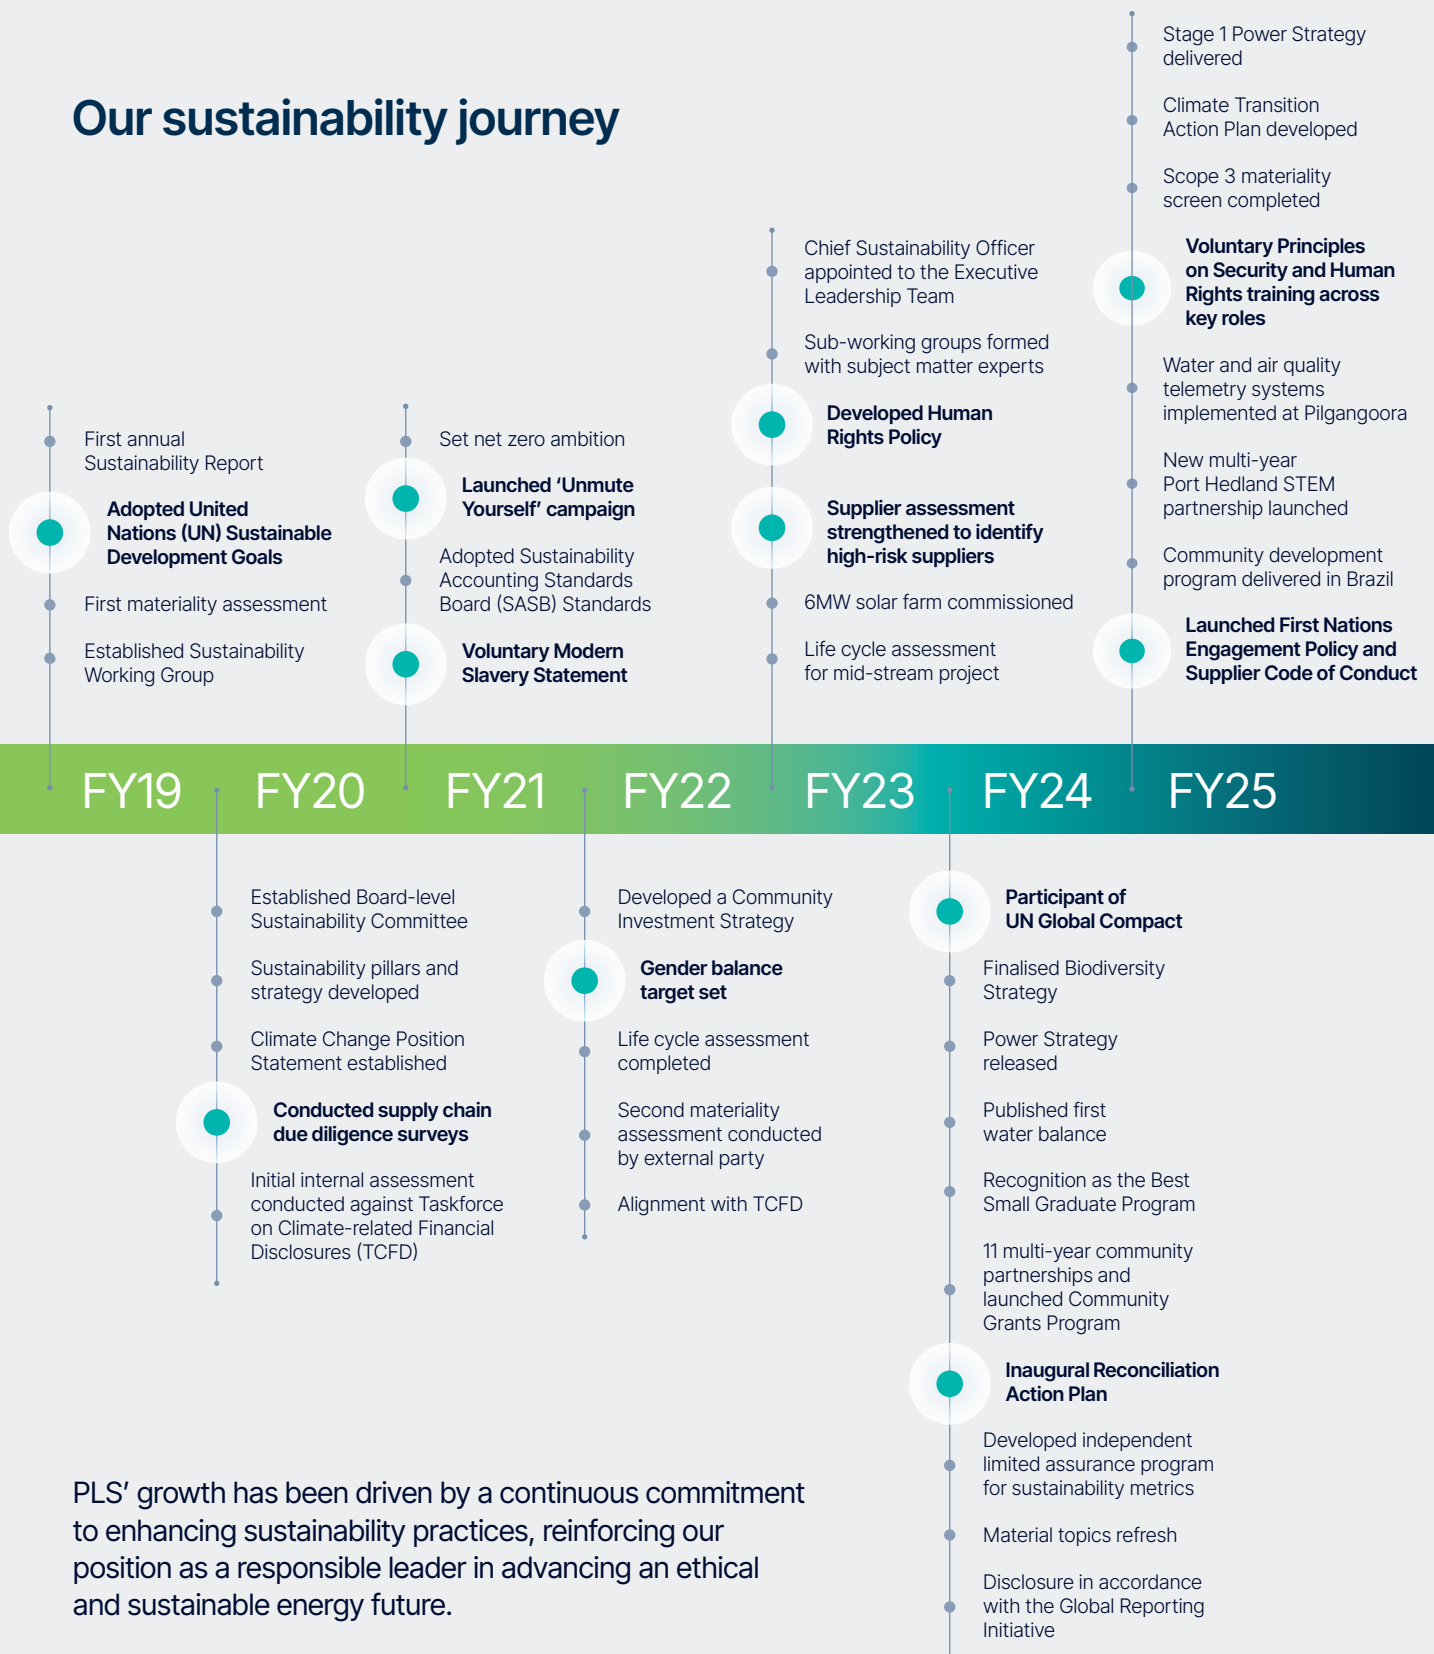 Our sustainability journey
First annual
Sustainability Report
Adopted United
Nations (UN) Sustainable
Development Goals
First materiality assessment
Established Sustainability
Working Group
Set net zero ambition
Launched ‘Unmute
Yourself’ campaign
Adopted Sustainability
Accounting Standards
Board (SASB) Standards
Voluntary Modern
Slavery Statement
Chief Sustainability Officer
appointed to the Executive
Leadership Team
Sub-working groups formed
with subject matter experts
Developed Human
Rights Policy
Supplier assessment
strengthened to identify
high-risk suppliers
6MW solar farm commissioned
Life cycle assessment
for mid-stream project
Stage 1 Power Strategy
delivered
Climate Transition
Action Plan developed
Scope 3 materiality
screen completed
Voluntary Principles
on Security and Human
Rights training across
key roles
Water and air quality
telemetry systems
implemented at Pilgangoora
New multi-year
Port Hedland STEM
partnership launched
Community development
program delivered in Brazil
Launched First Nations
Engagement Policy and
Supplier Code of Conduct
FY19 FY20 FY21 FY22 FY23 FY24 FY25
Established Board-level
Sustainability Committee
Sustainability pillars and
strategy developed
Climate Change Position
Statement established
Conducted supply chain
due diligence surveys
Initial internal assessment
conducted against Taskforce
on Climate-related Financial
Disclosures (TCFD)
Developed a Community
Investment Strategy
Gender balance
target set
Life cycle assessment
completed
Second materiality
assessment conducted
by external party
Alignment with TCFD
Participant of
UN Global Compact
Finalised Biodiversity
Strategy
Power Strategy
released
Published first
water balance
Recognition as the Best
Small Graduate Program
11 multi-year community
partnerships and
launched Community
Grants Program
Inaugural Reconciliation
Action Plan
Developed independent
limited assurance program
for sustainability metrics
Material topics refresh
Disclosure in accordance
with the Global Reporting
Initiative
PLS’ growth has been driven by a continuous commitment
to enhancing sustainability practices, reinforcing our
position as a responsible leader in advancing an ethical
and sustainable energy future.